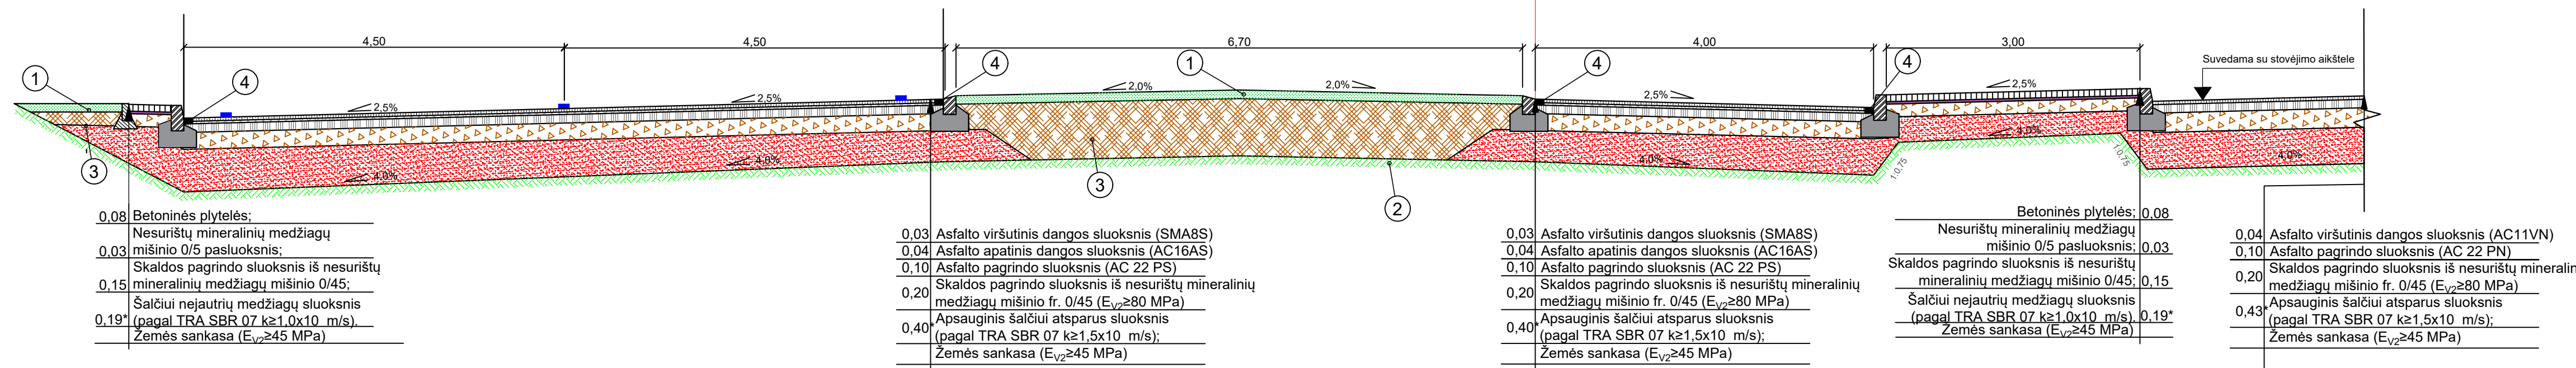 4,50
4,50
6,70
4,00
3,00
Suvedama su stovėjimo aikštele
1
4
4
1
4
4
2,5%
2,5%
2,0%
2,0%
2,5%
2,5%
3
4,0%
4,0%
3
2
4,0%
1:0,75
4,0%
1:0,75
4,0%
0,08 Betoninės plytelės;
Nesurištų mineralinių medžiagų
0,03 mišinio 0/5 pasluoksnis;
Skaldos pagrindo sluoksnis iš nesurištų
0,15 mineralinių medžiagų mišinio 0/45;
Šalčiui nejautrių medžiagų sluoksnis
0,19* (pagal TRA SBR 07 k≥1,0x10 m/s).
Žemės sankasa (EV2≥45 MPa)
0,03 Asfalto viršutinis dangos sluoksnis (SMA8S)
0,04 Asfalto apatinis dangos sluoksnis (AC16AS)
0,10 Asfalto pagrindo sluoksnis (AC 22 PS)
0,20 Skaldos pagrindo sluoksnis iš nesurištų mineralinių
medžiagų mišinio fr. 0/45 (EV2≥80 MPa)
0,40* Apsauginis šalčiui atsparus sluoksnis
(pagal TRA SBR 07 k≥1,5x10 m/s);
Žemės sankasa (EV2≥45 MPa)
0,03 Asfalto viršutinis dangos sluoksnis (SMA8S)
0,04 Asfalto apatinis dangos sluoksnis (AC16AS)
0,10 Asfalto pagrindo sluoksnis (AC 22 PS)
0,20 Skaldos pagrindo sluoksnis iš nesurištų mineralinių
medžiagų mišinio fr. 0/45 (EV2≥80 MPa)
0,40* Apsauginis šalčiui atsparus sluoksnis
(pagal TRA SBR 07 k≥1,5x10 m/s);
Žemės sankasa (EV2≥45 MPa)
Betoninės plytelės; 0,08
Nesurištų mineralinių medžiagų
mišinio 0/5 pasluoksnis; 0,03
Skaldos pagrindo sluoksnis iš nesurištų
mineralinių medžiagų mišinio 0/45; 0,15
Šalčiui nejautrių medžiagų sluoksnis
(pagal TRA SBR 07 k≥1,0x10 m/s). 0,19*
Žemės sankasa (EV2≥45 MPa)
0,04 Asfalto viršutinis dangos sluoksnis (AC11VN)
0,10 Asfalto pagrindo sluoksnis (AC 22 PN)
0,20 Skaldos pagrindo sluoksnis iš nesurištų mineralin
medžiagų mišinio fr. 0/45 (EV2≥80 MPa)
0,43* Apsauginis šalčiui atsparus sluoksnis
(pagal TRA SBR 07 k≥1,5x10 m/s);
Žemės sankasa (EV2≥45 MPa)